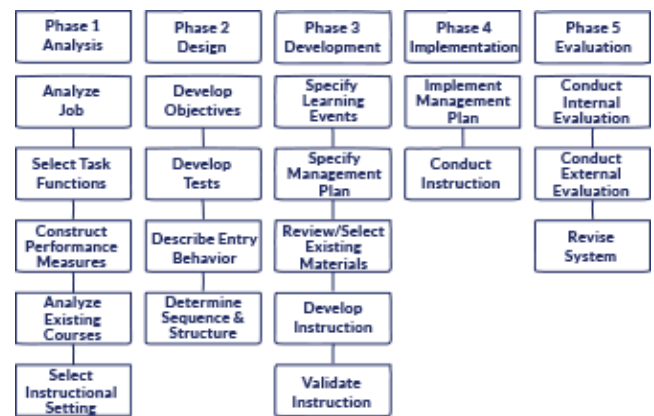 Phase 1
Analysis
Analyze
Job
Select Task
Functions
Construct
Performance
Measures
Analyze
Existing
Courses
Select
Instructional
Setting
Phase 2
Design
Develop
Objectives
Develop
Tests
Describe Entry
Behavior
Determine
Sequence &
Structure
Phase 3
Development
Specify
Learning
Events
Specify
Management
Plan
Review/Select
Existing
Materials
Develop
Instruction
Validate
Instruction
Phase 4
Implementation
Implement
Management
Plan
Conduct
Instruction
Phase 5
Evaluation
Conduct
Internal
Evaluation
Conduct
External
Evaluation
Revise
System